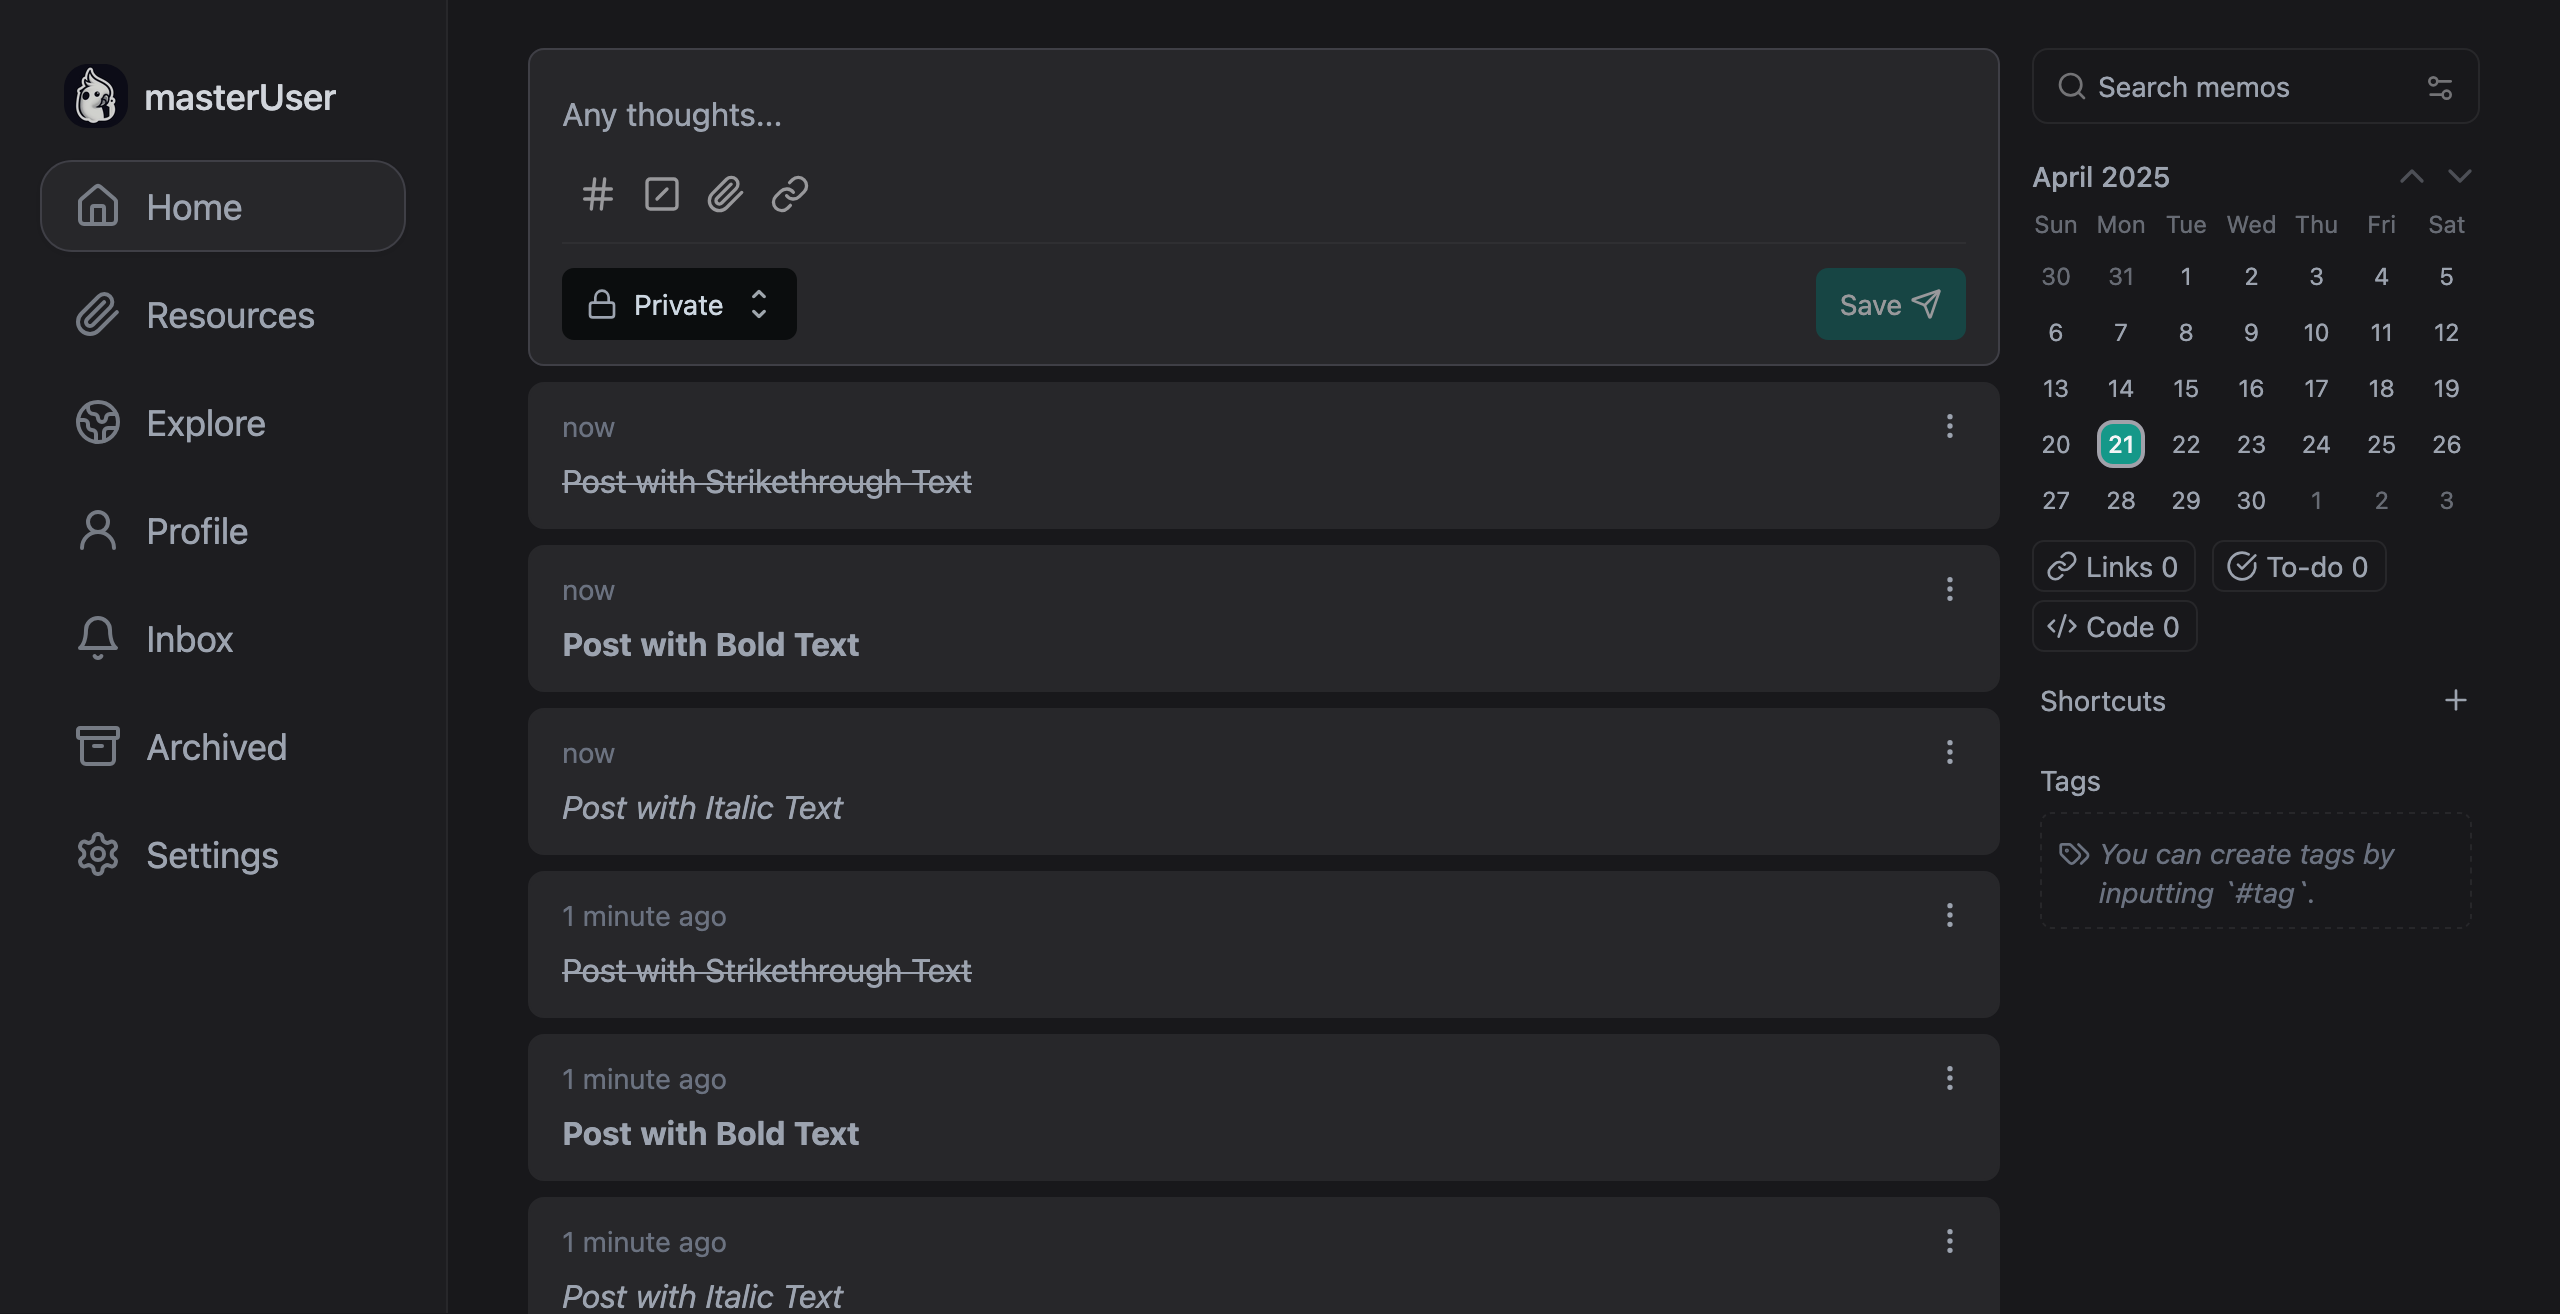 masterUser
Home
Resources
Explore
Profile
Inbox
Archived
Settings
Any thoughts...
Private
Save
now
Post with Strikethrough Text
now
Post with Bold Text
now
Post with Italic Text
1 minute ago
Post with Strikethrough Text
1 minute ago
Post with Bold Text
1 minute ago
Post with Italic Text
Search memos
April 2025
Sun Mon Tue Wed Thu Fri Sat
30 31 1 2 3 4 5
6 7 8 9 10 11 12
13 14 15 16 17 18 19
20 21 22 23 24 25 26
27 28 29 30 1 2 3
Links 0 To-do 0
Code 0
Shortcuts
Tags
You can create tags by
inputting `#tag`.